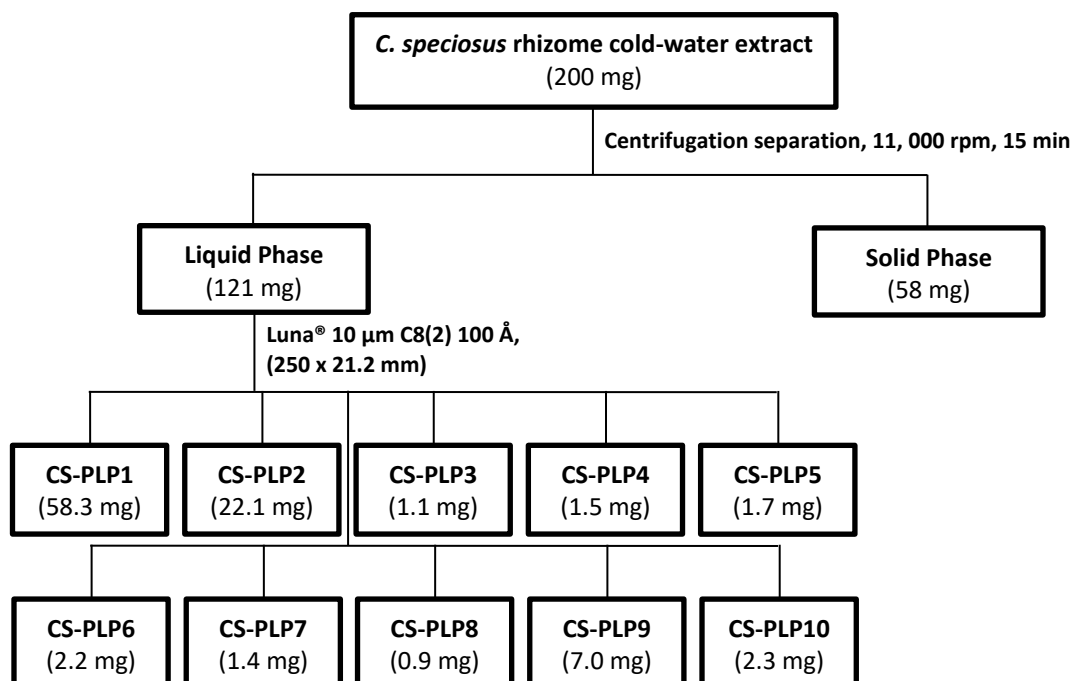 C. speciosus rhizome cold-water extract
(200 mg)
Centrifugation separation, 11, 000 rpm, 15 min
Liquid Phase
(121 mg)
Solid Phase
(58 mg)
Luna® 10 µm C8(2) 100 Å,
(250 x 21.2 mm)
CS-PLP1
(58.3 mg)
CS-PLP2
(22.1 mg)
CS-PLP3
(1.1 mg)
CS-PLP4
(1.5 mg)
CS-PLP5
(1.7 mg)
CS-PLP6
(2.2 mg)
CS-PLP7
(1.4 mg)
CS-PLP8
(0.9 mg)
CS-PLP9
(7.0 mg)
CS-PLP10
(2.3 mg)